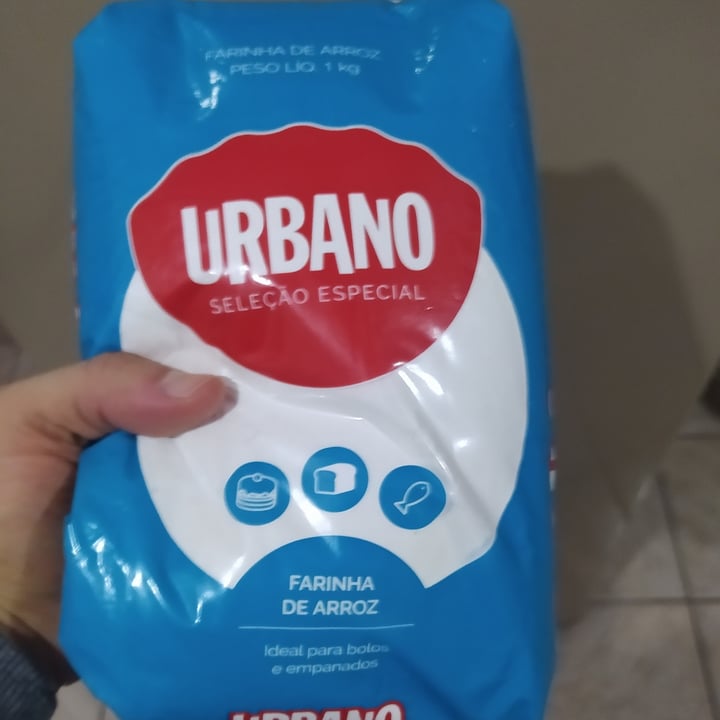 FARINHA DE ARROZ
PESO LÍQ. 1 kg
URBANO
SELEÇÃO ESPECIAL
FARINHA
DE ARROZ
Ideal para bolos
e empanados
URBANO